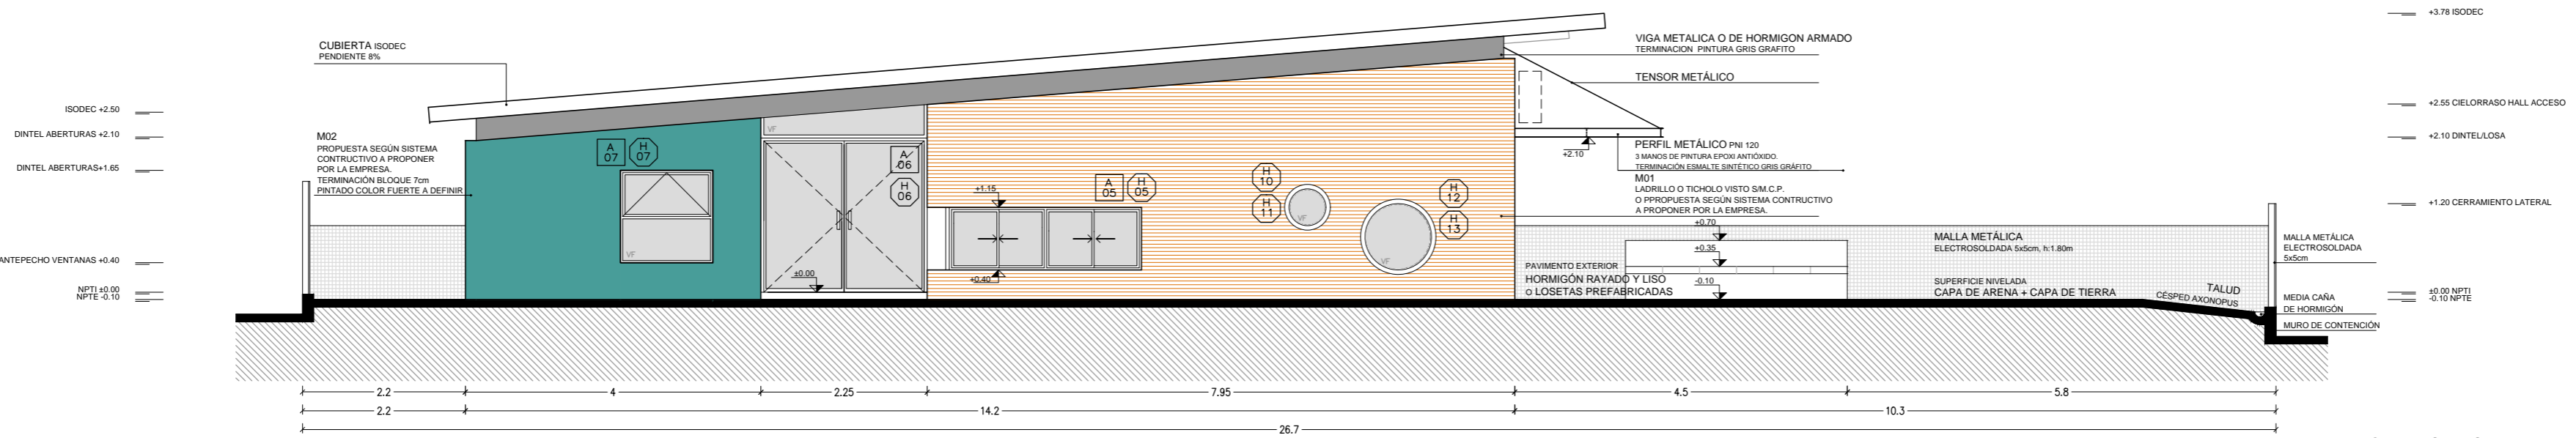 +3.78 ISODEC
CUBIERTA ISODEC
PENDIENTE 8%
VIGA METALICA O DE HORMIGON ARMADO
TERMINACION PINTURA GRIS GRAFITO
TENSOR METÁLICO
ISODEC +2.50
+2.55 CIELORRASO HALL ACCESO
DINTEL ABERTURAS +2.10
+2.10 DINTEL/LOSA
DINTEL ABERTURAS+1.65
M02
PROPUESTA SEGÚN SISTEMA
CONTRUCTIVO A PROPONER
POR LA EMPRESA.
TERMINACIÓN BLOQUE 7cm
PINTADO COLOR FUERTE A DEFINIR
A
07
H
07
VF
VF
A
06
H
06
±0.00
+1.15
+0.40
A
05
H
05
H
10
H
11
VF
VF
H
12
H
13
+2.10
PERFIL METÁLICO PNI 120
3 MANOS DE PINTURA EPOXI ANTIÓXIDO.
TERMINACIÓN ESMALTE SINTÉTICO GRIS GRÁFITO
M01
LADRILLO O TICHOLO VISTO S/M.C.P.
O PPROPUESTA SEGÚN SISTEMA CONTRUCTIVO
A PROPONER POR LA EMPRESA.
+1.20 CERRAMIENTO LATERAL
+0.70
+0.35
-0.10
PAVIMENTO EXTERIOR
HORMIGÓN RAYADO Y LISO
O LOSETAS PREFABRICADAS
MALLA METÁLICA
ELECTROSOLDADA 5x5cm, h:1.80m
SUPERFICIE NIVELADA
CAPA DE ARENA + CAPA DE TIERRA
TALUD
CÉSPED AXONOPUS
MALLA METÁLICA
ELECTROSOLDADA
5x5cm
MEDIA CAÑA
DE HORMIGÓN
MURO DE CONTENCIÓN
ANTEPECHO VENTANAS +0.40
NPTI ±0.00
NPTE -0.10
±0.00 NPTI
-0.10 NPTE
2.2 4 2.25 7.95 4.5 5.8
2.2 14.2 10.3
26.7